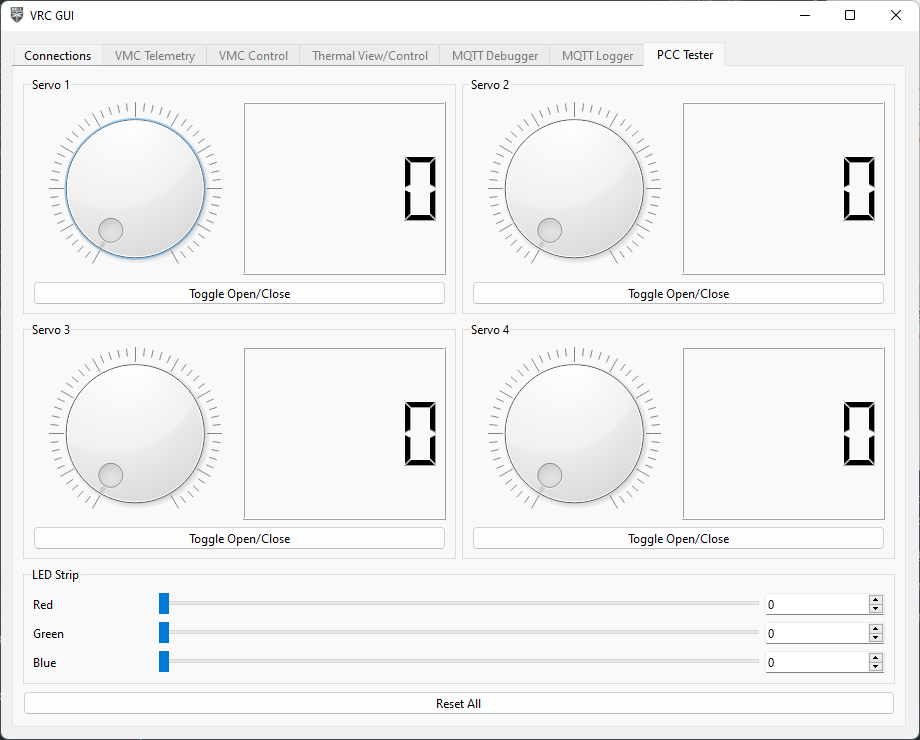 VRC GUI
Connections VMC Telemetry VMC Control Thermal View/Control MQTT Debugger MQTT Logger PCC Tester
Servo 1 Servo 2
0 0
Toggle Open/Close Toggle Open/Close
Servo 3 Servo 4
0 0
Toggle Open/Close Toggle Open/Close
LED Strip
Red 0
Green 0
Blue 0
Reset All